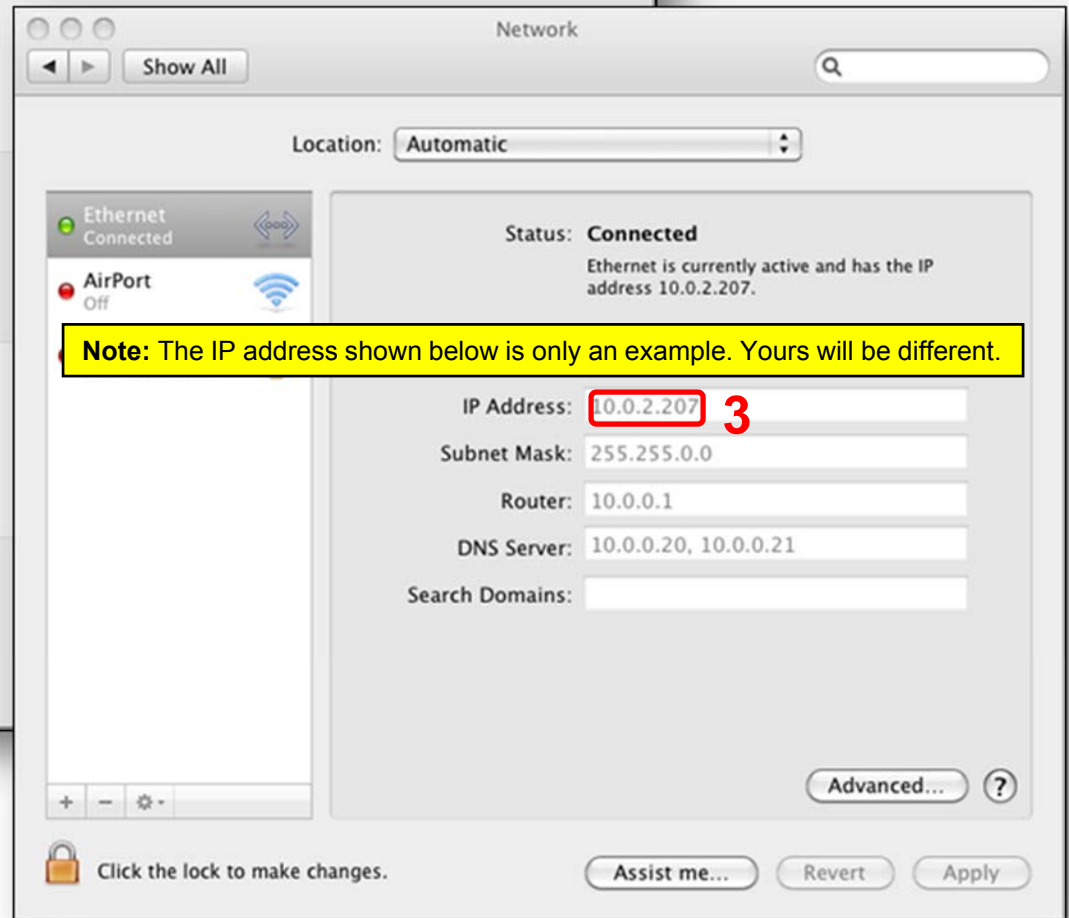 Network
Show All
Location: Automatic
Ethernet
Connected
AirPort
Off
Status: Connected
Ethernet is currently active and has the IP
address 10.0.2.207.
Note: The IP address shown below is only an example. Yours will be different.
IP Address: 10.0.2.207 3
Subnet Mask: 255.255.0.0
Router: 10.0.0.1
DNS Server: 10.0.0.20, 10.0.0.21
Search Domains:
Advanced... ?
Click the lock to make changes.
Assist me... Revert Apply